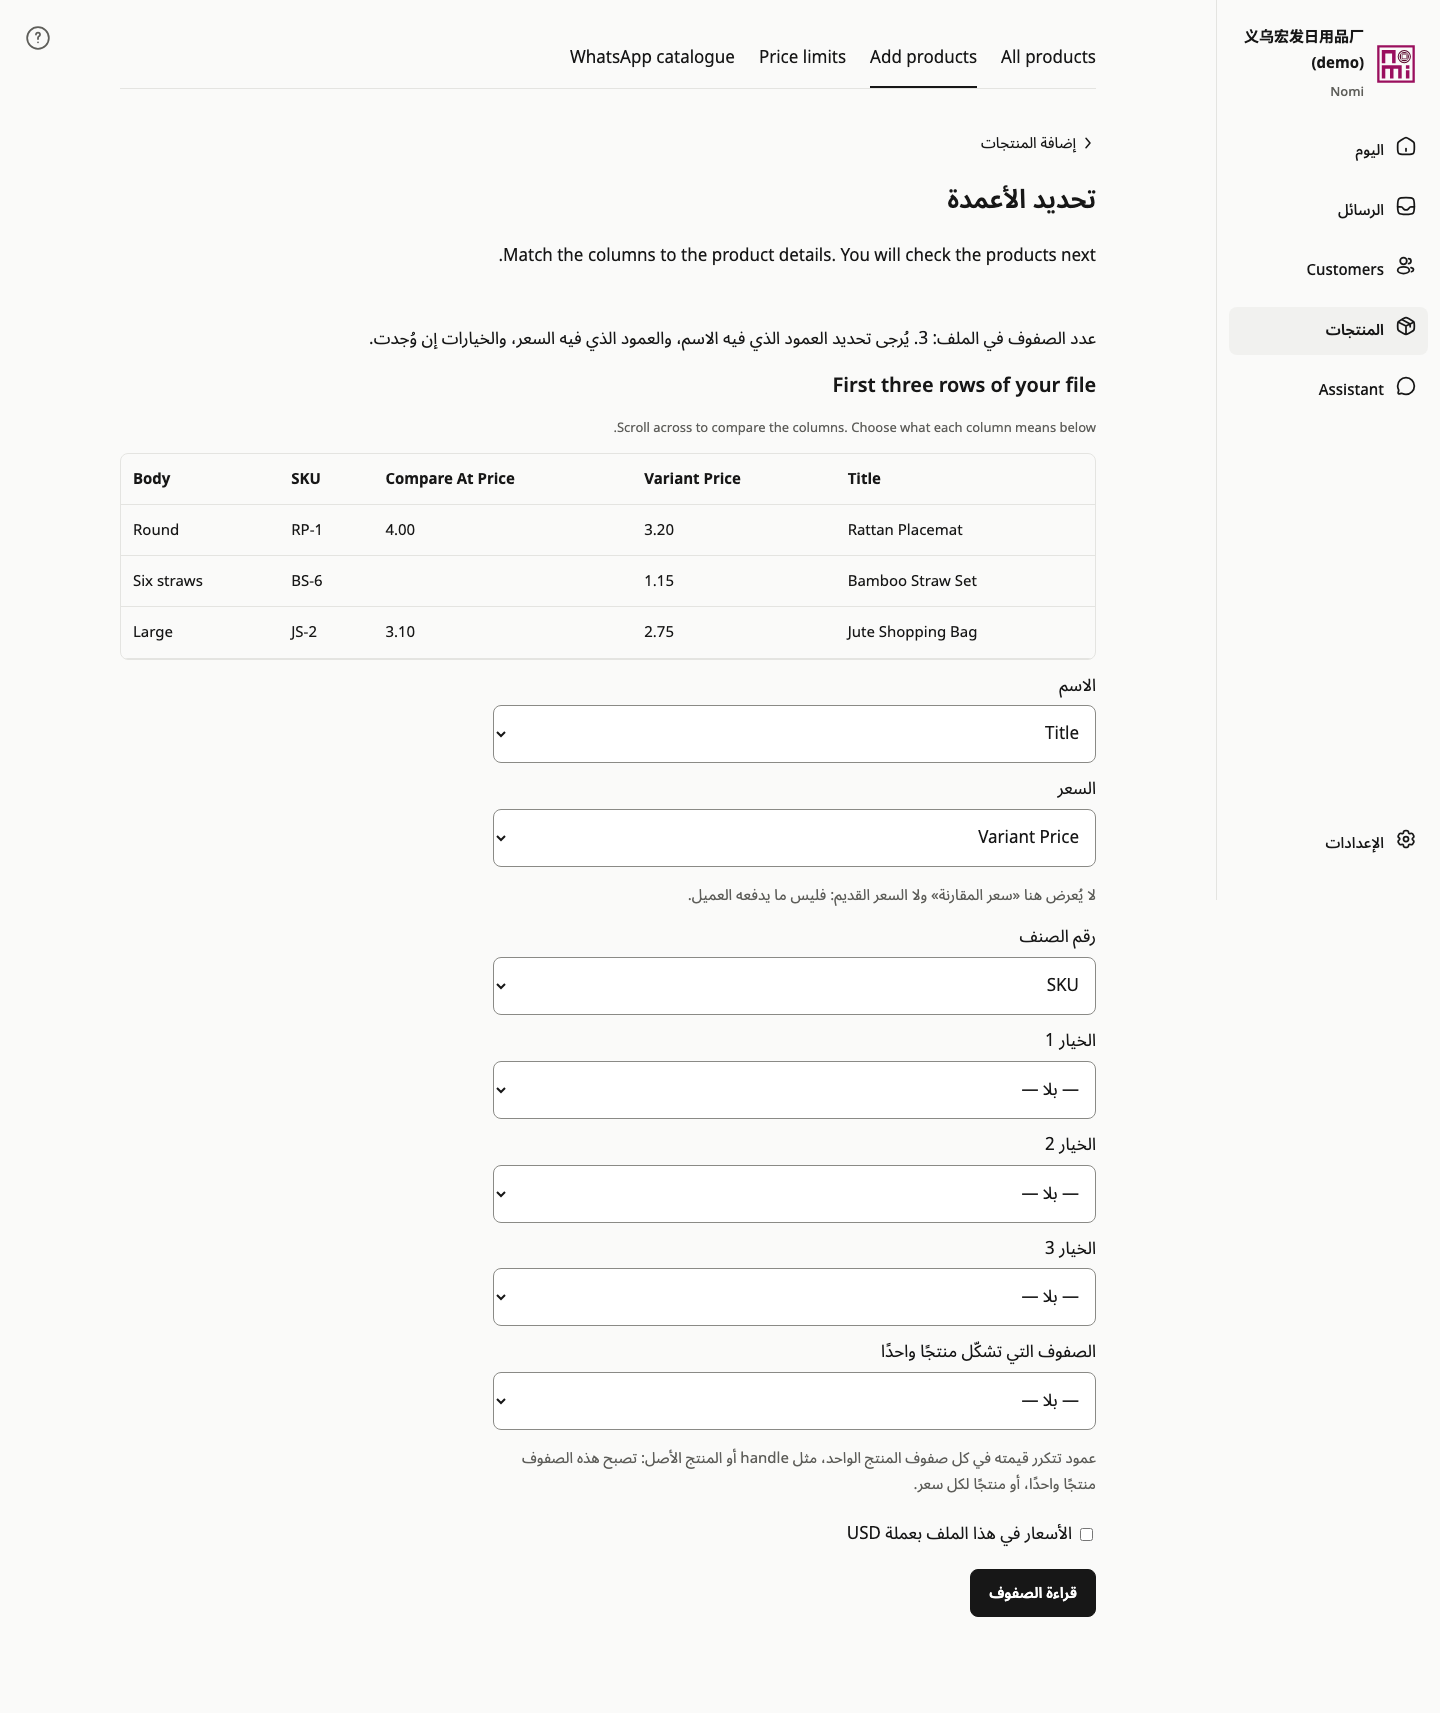 义乌宏发日用品厂
(demo)
Nomi
nomi
اليوم
الرسائل
Customers
المنتجات
Assistant
الإعدادات
All products
Add products
Price limits
WhatsApp catalogue
?
إضافة المنتجات
تحديد الأعمدة
Match the columns to the product details. You will check the products next.
عدد الصفوف في الملف: 3. يُرجى تحديد العمود الذي فيه الاسم، والعمود الذي فيه السعر، والخيارات إن وُجدت.
First three rows of your file
Scroll across to compare the columns. Choose what each column means below.
Title Variant Price Compare At Price SKU Body
Rattan Placemat 3.20 4.00 RP-1 Round
Bamboo Straw Set 1.15 BS-6 Six straws
Jute Shopping Bag 2.75 3.10 JS-2 Large
الاسم
Title
السعر
Variant Price
لا يُعرض هنا «سعر المقارنة» ولا السعر القديم: فليس ما يدفعه العميل.
رقم الصنف
SKU
الخيار 1
— بلا —
الخيار 2
— بلا —
الخيار 3
— بلا —
الصفوف التي تشكّل منتجًا واحدًا
— بلا —
عمود تتكرر قيمته في كل صفوف المنتج الواحد، مثل handle أو المنتج الأصل: تصبح هذه الصفوف
منتجًا واحدًا، أو منتجًا لكل سعر.
الأسعار في هذا الملف بعملة USD
قراءة الصفوف